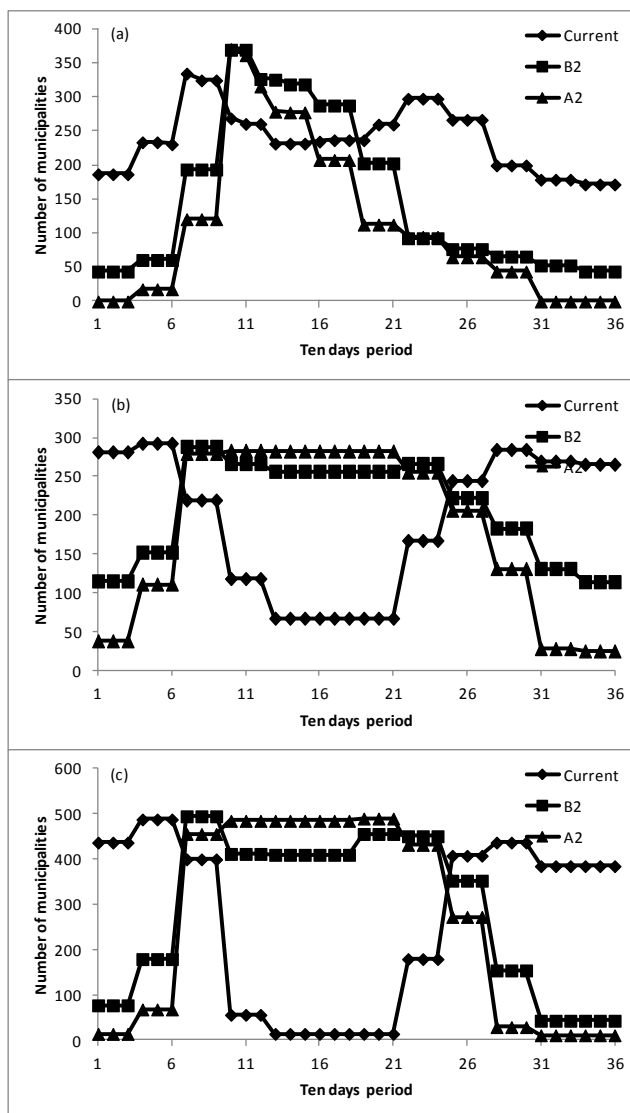 (a)
Current
B2
A2
Number of municipalities
400
350
300
250
200
150
100
50
0
1 6 11 16 21 26 31 36
Ten days period
(b)
Current
B2
A2
Number of municipalities
350
300
250
200
150
100
50
0
1 6 11 16 21 26 31 36
Ten days period
(c)
Current
B2
A2
Number of municipalities
600
500
400
300
200
100
0
1 6 11 16 21 26 31 36
Ten days period